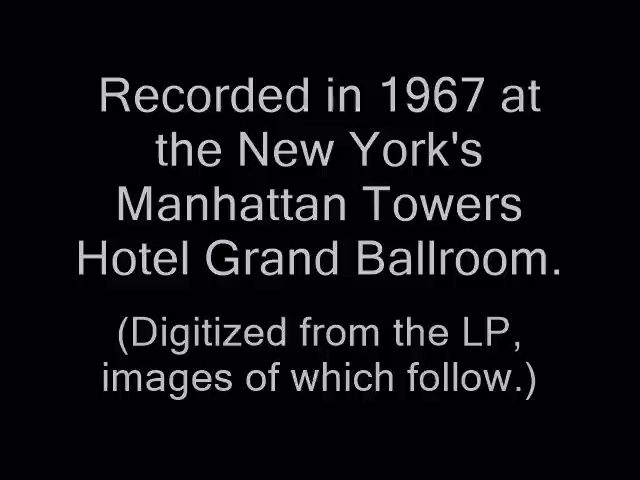 Recorded in 1967 at
the New York's
Manhattan Towers
Hotel Grand Ballroom.
(Digitized from the LP,
images of which follow.)